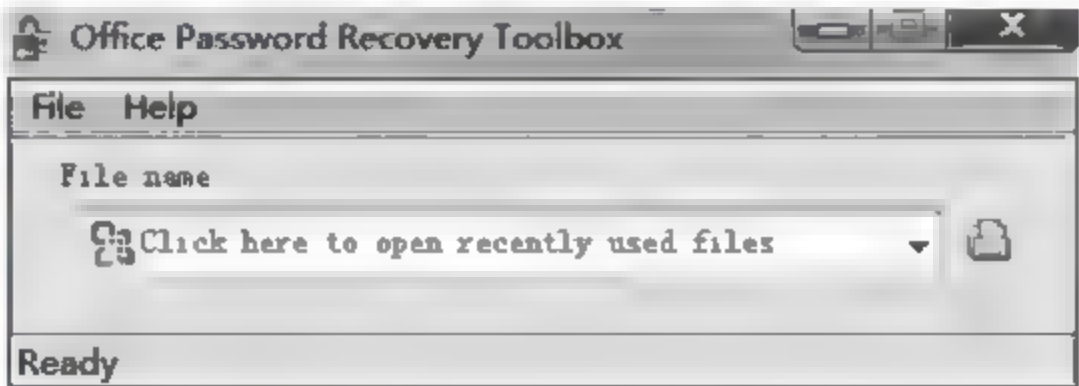 Office Password Recovery Toolbox
File Help
File name
Click here to open recently used files
Ready